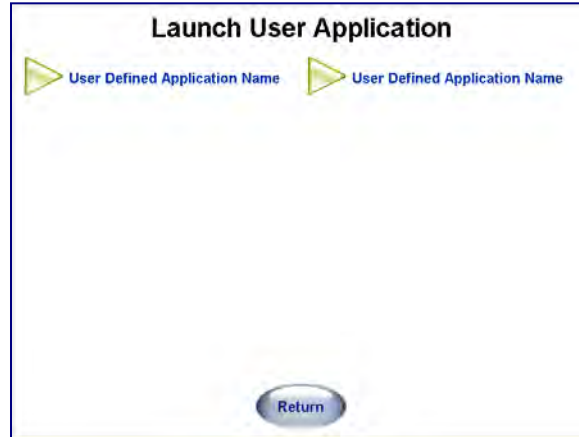 Launch User Application
User Defined Application Name User Defined Application Name
Return